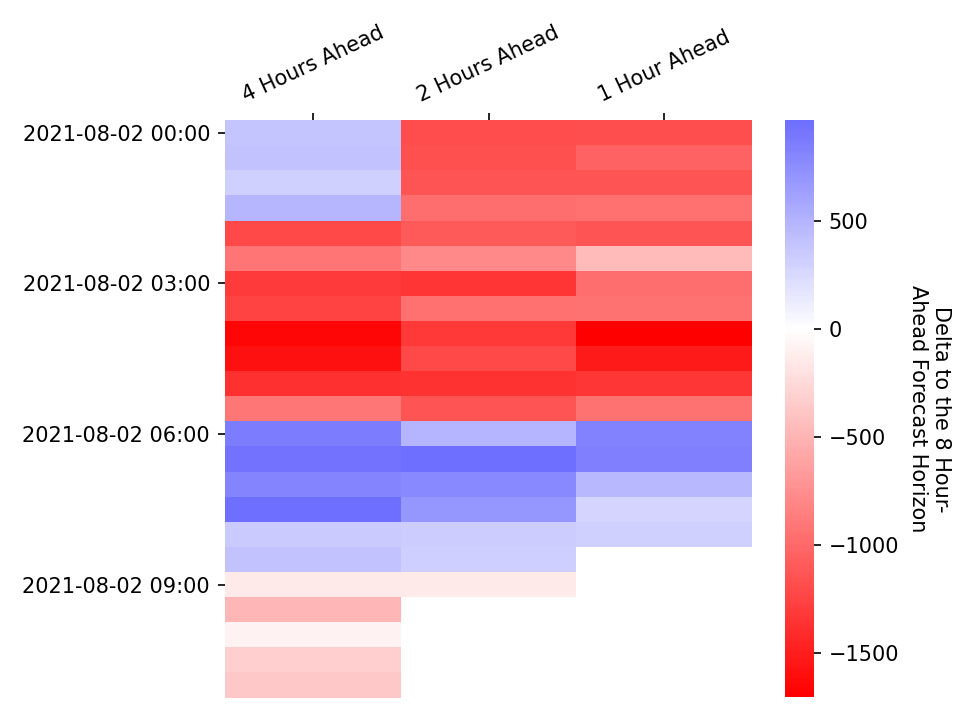 4 Hours Ahead
2 Hours Ahead
1 Hour Ahead
2021-08-02 00:00
2021-08-02 03:00
2021-08-02 06:00
2021-08-02 09:00
500
0
−500
−1000
−1500
Delta to the 8 Hour-
Ahead Forecast Horizon